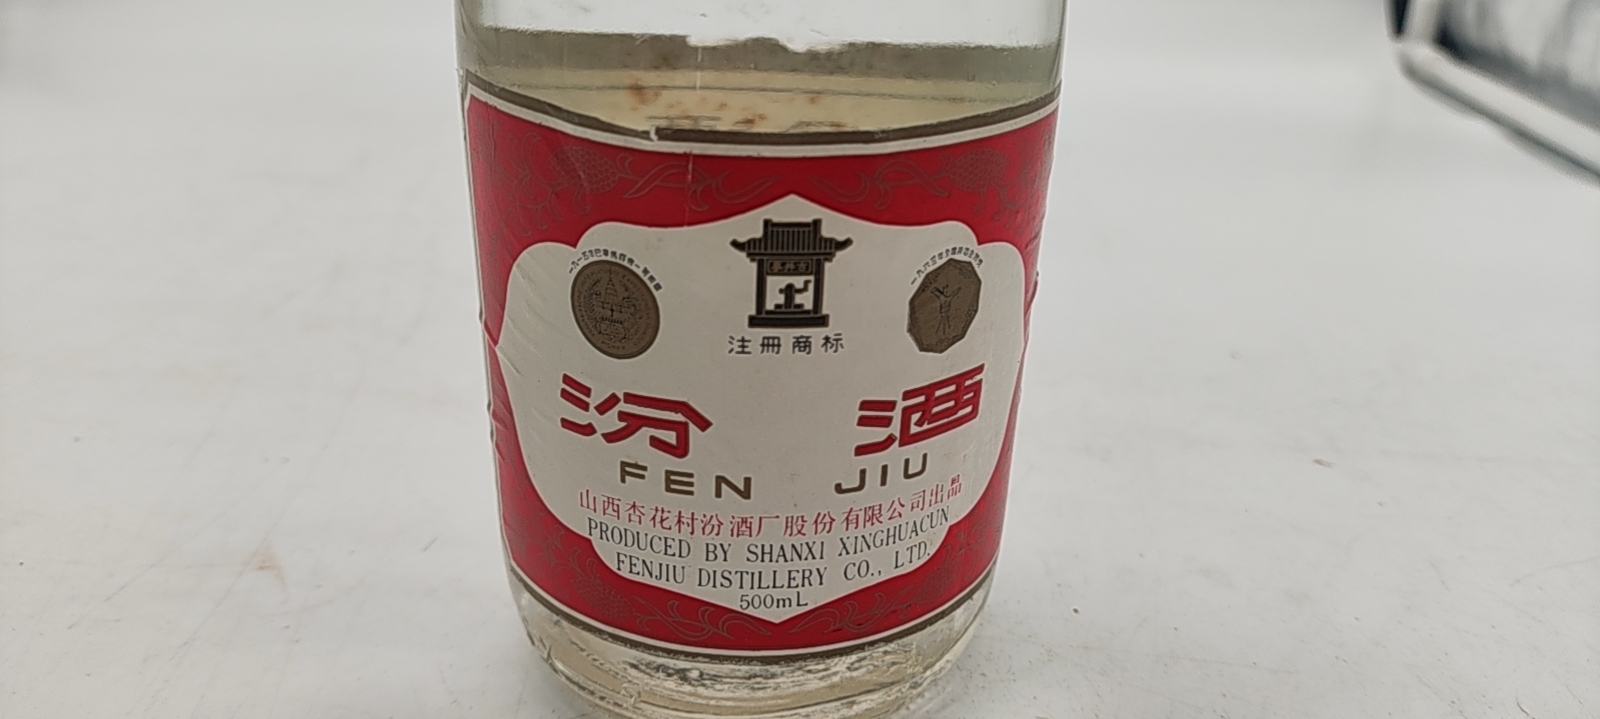 注冊商标
汾酒
FEN JIU
山西杏花村汾酒厂股份有限公司出品
PRODUCED BY SHANXI XINGHUACUN
FENJIU DISTILLERY CO., LTD.
500mL